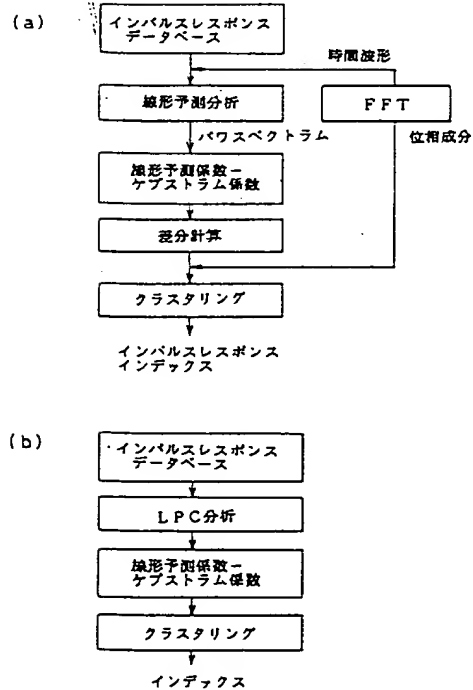 (a)
インパルスレスポンス
データベース
時間波形
線形予測分析
FFT
パワスペクトラム
位相成分
線形予測係数－
ケプストラム係数
差分計算
クラスタリング
インパルスレスポンス
インデックス
(b)
インパルスレスポンス
データベース
LPC分析
線形予測係数－
ケプストラム係数
クラスタリング
インデックス